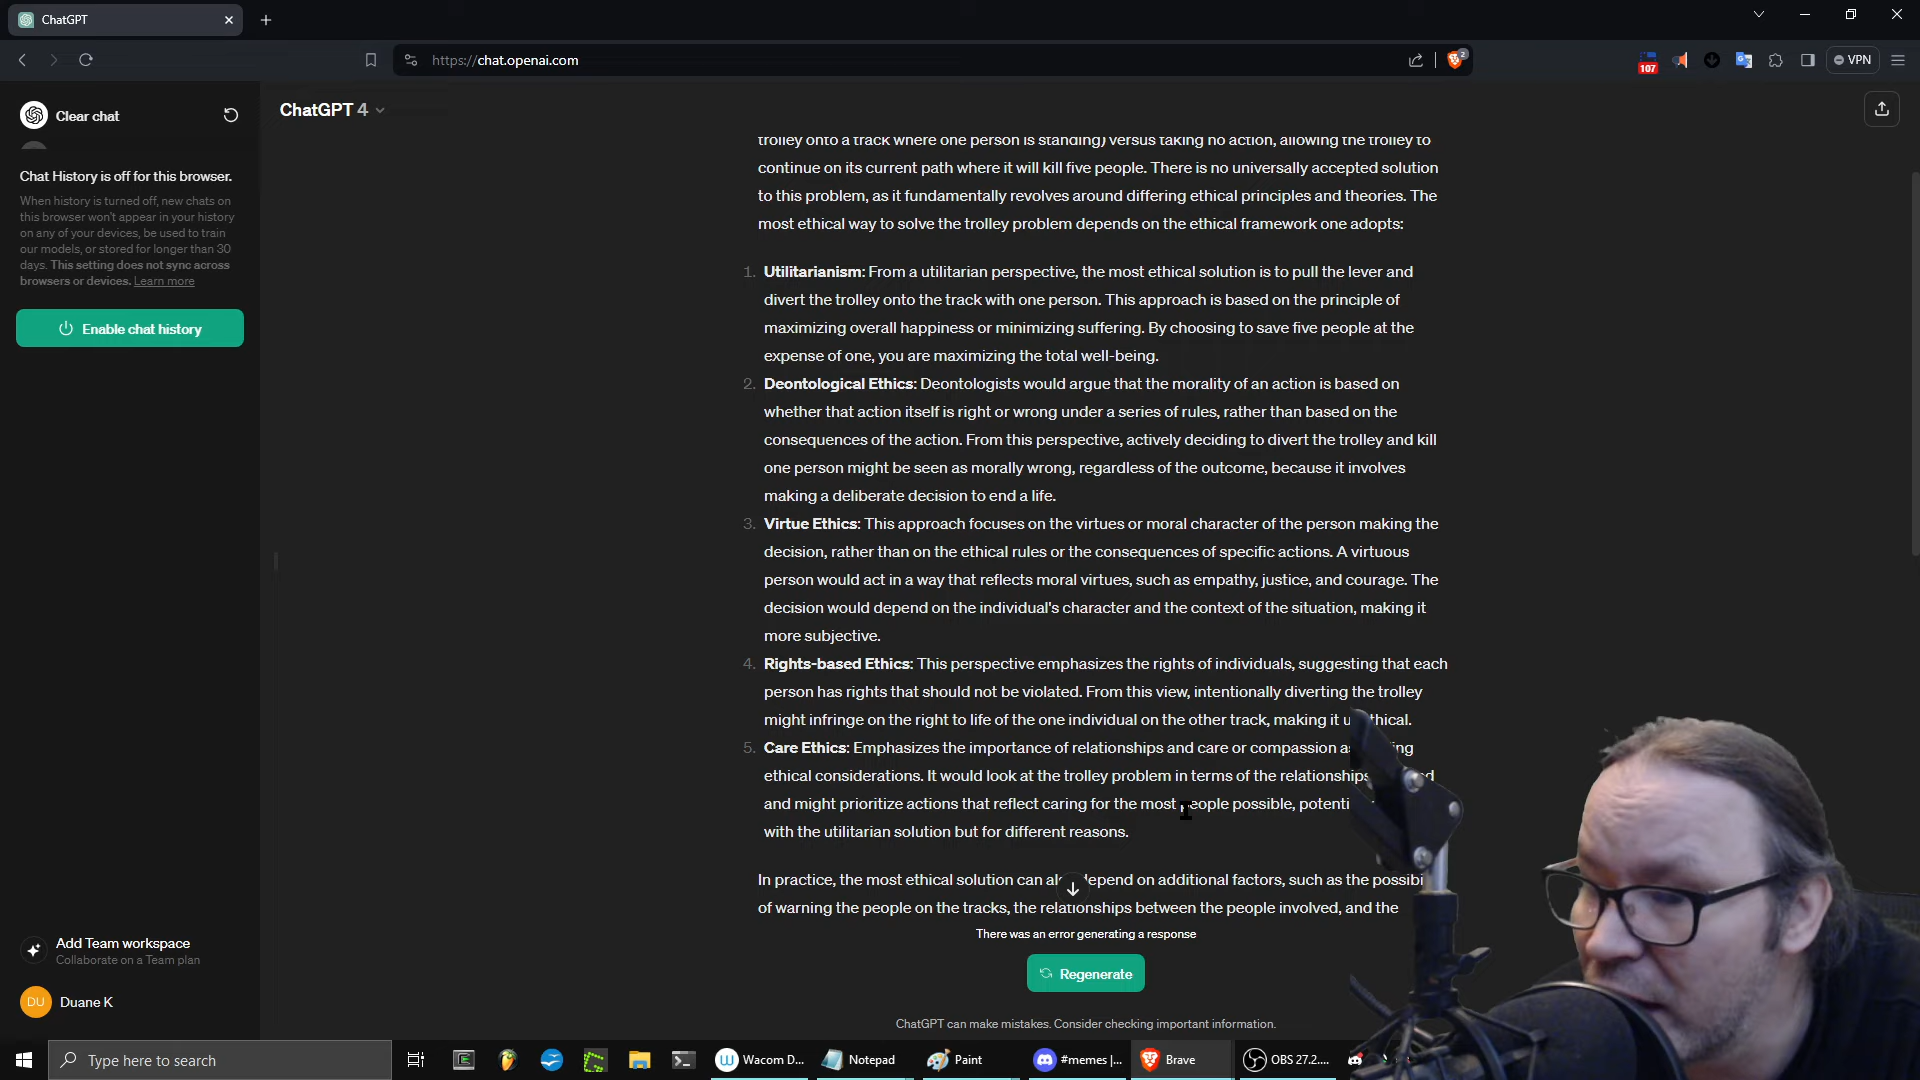 ChatGPT
https://chat.openai.com
2
107
VPN
Clear chat
ChatGPT 4
Chat History is off for this browser.
When history is turned off, new chats on
this browser won't appear in your history
on any of your devices, be used to train
our models, or stored for longer than 30
days. This setting does not sync across
browsers or devices. Learn more
Enable chat history
trolley onto a track where one person is standing) versus taking no action, allowing the trolley to
continue on its current path where it will kill five people. There is no universally accepted solution
to this problem, as it fundamentally revolves around differing ethical principles and theories. The
most ethical way to solve the trolley problem depends on the ethical framework one adopts:
1. Utilitarianism: From a utilitarian perspective, the most ethical solution is to pull the lever and
divert the trolley onto the track with one person. This approach is based on the principle of
maximizing overall happiness or minimizing suffering. By choosing to save five people at the
expense of one, you are maximizing the total well-being.
2. Deontological Ethics: Deontologists would argue that the morality of an action is based on
whether that action itself is right or wrong under a series of rules, rather than based on the
consequences of the action. From this perspective, actively deciding to divert the trolley and kill
one person might be seen as morally wrong, regardless of the outcome, because it involves
making a deliberate decision to end a life.
3. Virtue Ethics: This approach focuses on the virtues or moral character of the person making the
decision, rather than on the ethical rules or the consequences of specific actions. A virtuous
person would act in a way that reflects moral virtues, such as empathy, justice, and courage. The
decision would depend on the individual's character and the context of the situation, making it
more subjective.
4. Rights-based Ethics: This perspective emphasizes the rights of individuals, suggesting that each
person has rights that should not be violated. From this view, intentionally diverting the trolley
might infringe on the right to life of the one individual on the other track, making it
5. Care Ethics: Emphasizes the importance of relationships and care or compassion
ethical considerations. It would look at the trolley problem in terms of the relationships
and might prioritize actions that reflect caring for the most people possible,
with the utilitarian solution but for different reasons.
In practice, the most ethical solution can depend on additional factors, such as the
of warning the people on the tracks, the relationships between the people involved, and the
There was an error generating a response
Regenerate
ChatGPT can make mistakes. Consider checking important information.
Add Team workspace
Collaborate on a Team plan
DU Duane K
Type here to search
Wacom D...
Notepad
Paint
#memes |...
Brave
OBS 27.2....